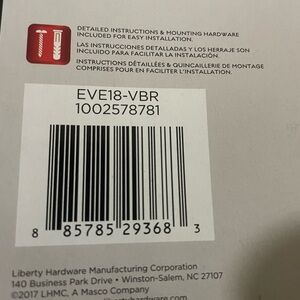 DETAILED INSTRUCTIONS & MOUNTING HARDWARE
INCLUDED FOR EASY INSTALLATION.
LAS INSTRUCCIONES DETALLADAS Y LOS HERRAJE SON
INCLUIDO PARA FACILITAR LA INSTALACIÓN.
INSTRUCTIONS DÉTAILLÉES & QUINCAILLERIE DE MONTAGE
COMPRISES POUR EN FACILITER L'INSTALLATION.
EVE18-VBR
1002578781
8 85785 29368 3
Liberty Hardware Manufacturing Corporation
140 Business Park Drive • Winston-Salem, NC 27107
©2017 LHMC, A Masco Company